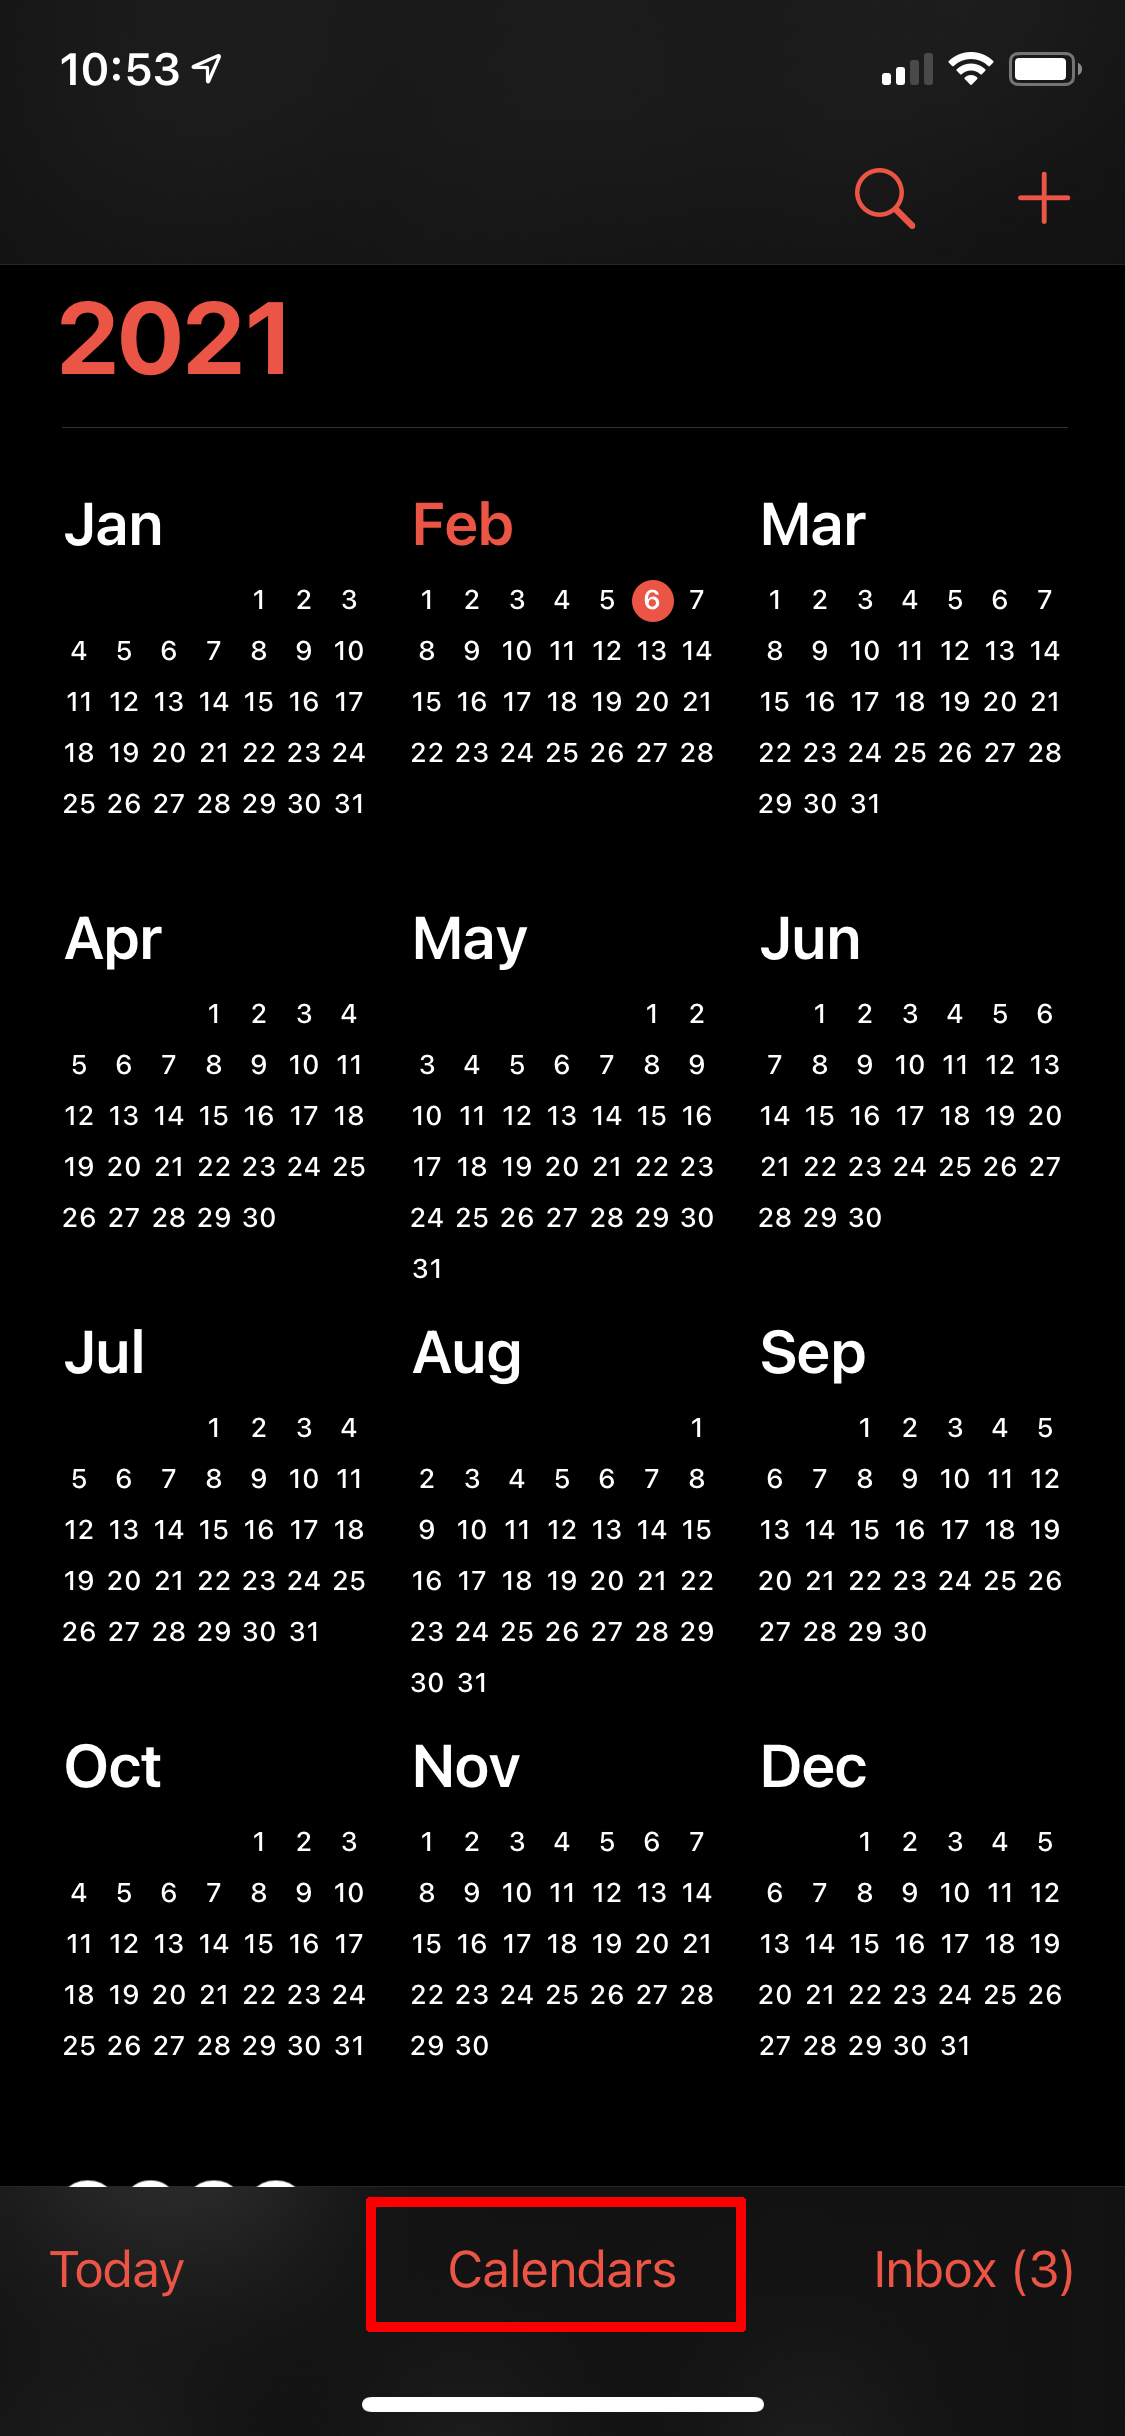 10:53
2021
Jan Feb Mar
1 2 3 1 2 3 4 5 6 7 1 2 3 4 5 6 7
4 5 6 7 8 9 10 8 9 10 11 12 13 14 8 9 10 11 12 13 14
11 12 13 14 15 16 17 15 16 17 18 19 20 21 15 16 17 18 19 20 21
18 19 20 21 22 23 24 22 23 24 25 26 27 28 22 23 24 25 26 27 28
25 26 27 28 29 30 31 29 30 31
Apr May Jun
1 2 3 4 1 2 1 2 3 4 5 6
5 6 7 8 9 10 11 3 4 5 6 7 8 9 7 8 9 10 11 12 13
12 13 14 15 16 17 18 10 11 12 13 14 15 16 14 15 16 17 18 19 20
19 20 21 22 23 24 25 17 18 19 20 21 22 23 21 22 23 24 25 26 27
26 27 28 29 30 24 25 26 27 28 29 30 28 29 30
31
Jul Aug Sep
1 2 3 4 1 1 2 3 4 5
5 6 7 8 9 10 11 2 3 4 5 6 7 8 6 7 8 9 10 11 12
12 13 14 15 16 17 18 9 10 11 12 13 14 15 13 14 15 16 17 18 19
19 20 21 22 23 24 25 16 17 18 19 20 21 22 20 21 22 23 24 25 26
26 27 28 29 30 31 23 24 25 26 27 28 29 27 28 29 30
30 31
Oct Nov Dec
1 2 3 1 2 3 4 5 6 7 1 2 3 4 5
4 5 6 7 8 9 10 8 9 10 11 12 13 14 6 7 8 9 10 11 12
11 12 13 14 15 16 17 15 16 17 18 19 20 21 13 14 15 16 17 18 19
18 19 20 21 22 23 24 22 23 24 25 26 27 28 20 21 22 23 24 25 26
25 26 27 28 29 30 31 29 30 27 28 29 30 31
Today Calendars Inbox (3)